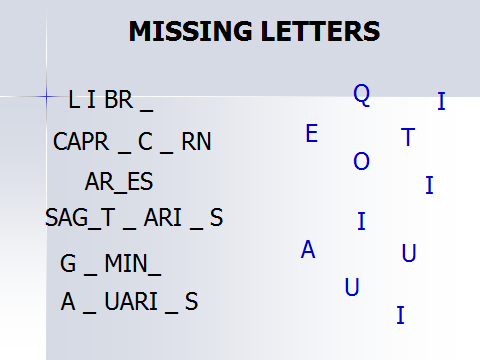 MISSING LETTERS
L I BR _
CAPR _ C _ RN
AR_ES
SAG_T _ ARI _ S
G _ MIN_
A _ UARI _ S
Q
I
E
T
O
I
I
A
U
U
I